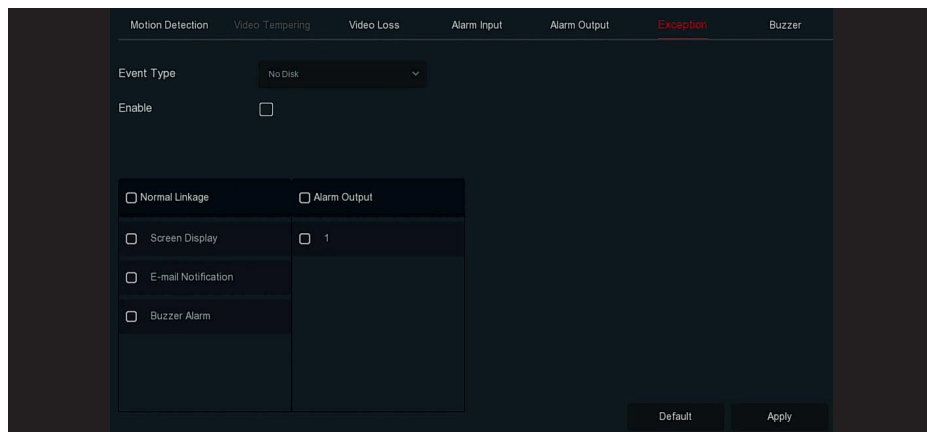 Motion Detection Video Tempering Video Loss Alarm Input Alarm Output Exception Buzzer
Event Type No Disk
Enable
Normal Linkage Alarm Output
Screen Display 1
E-mail Notification
Buzzer Alarm
Default Apply